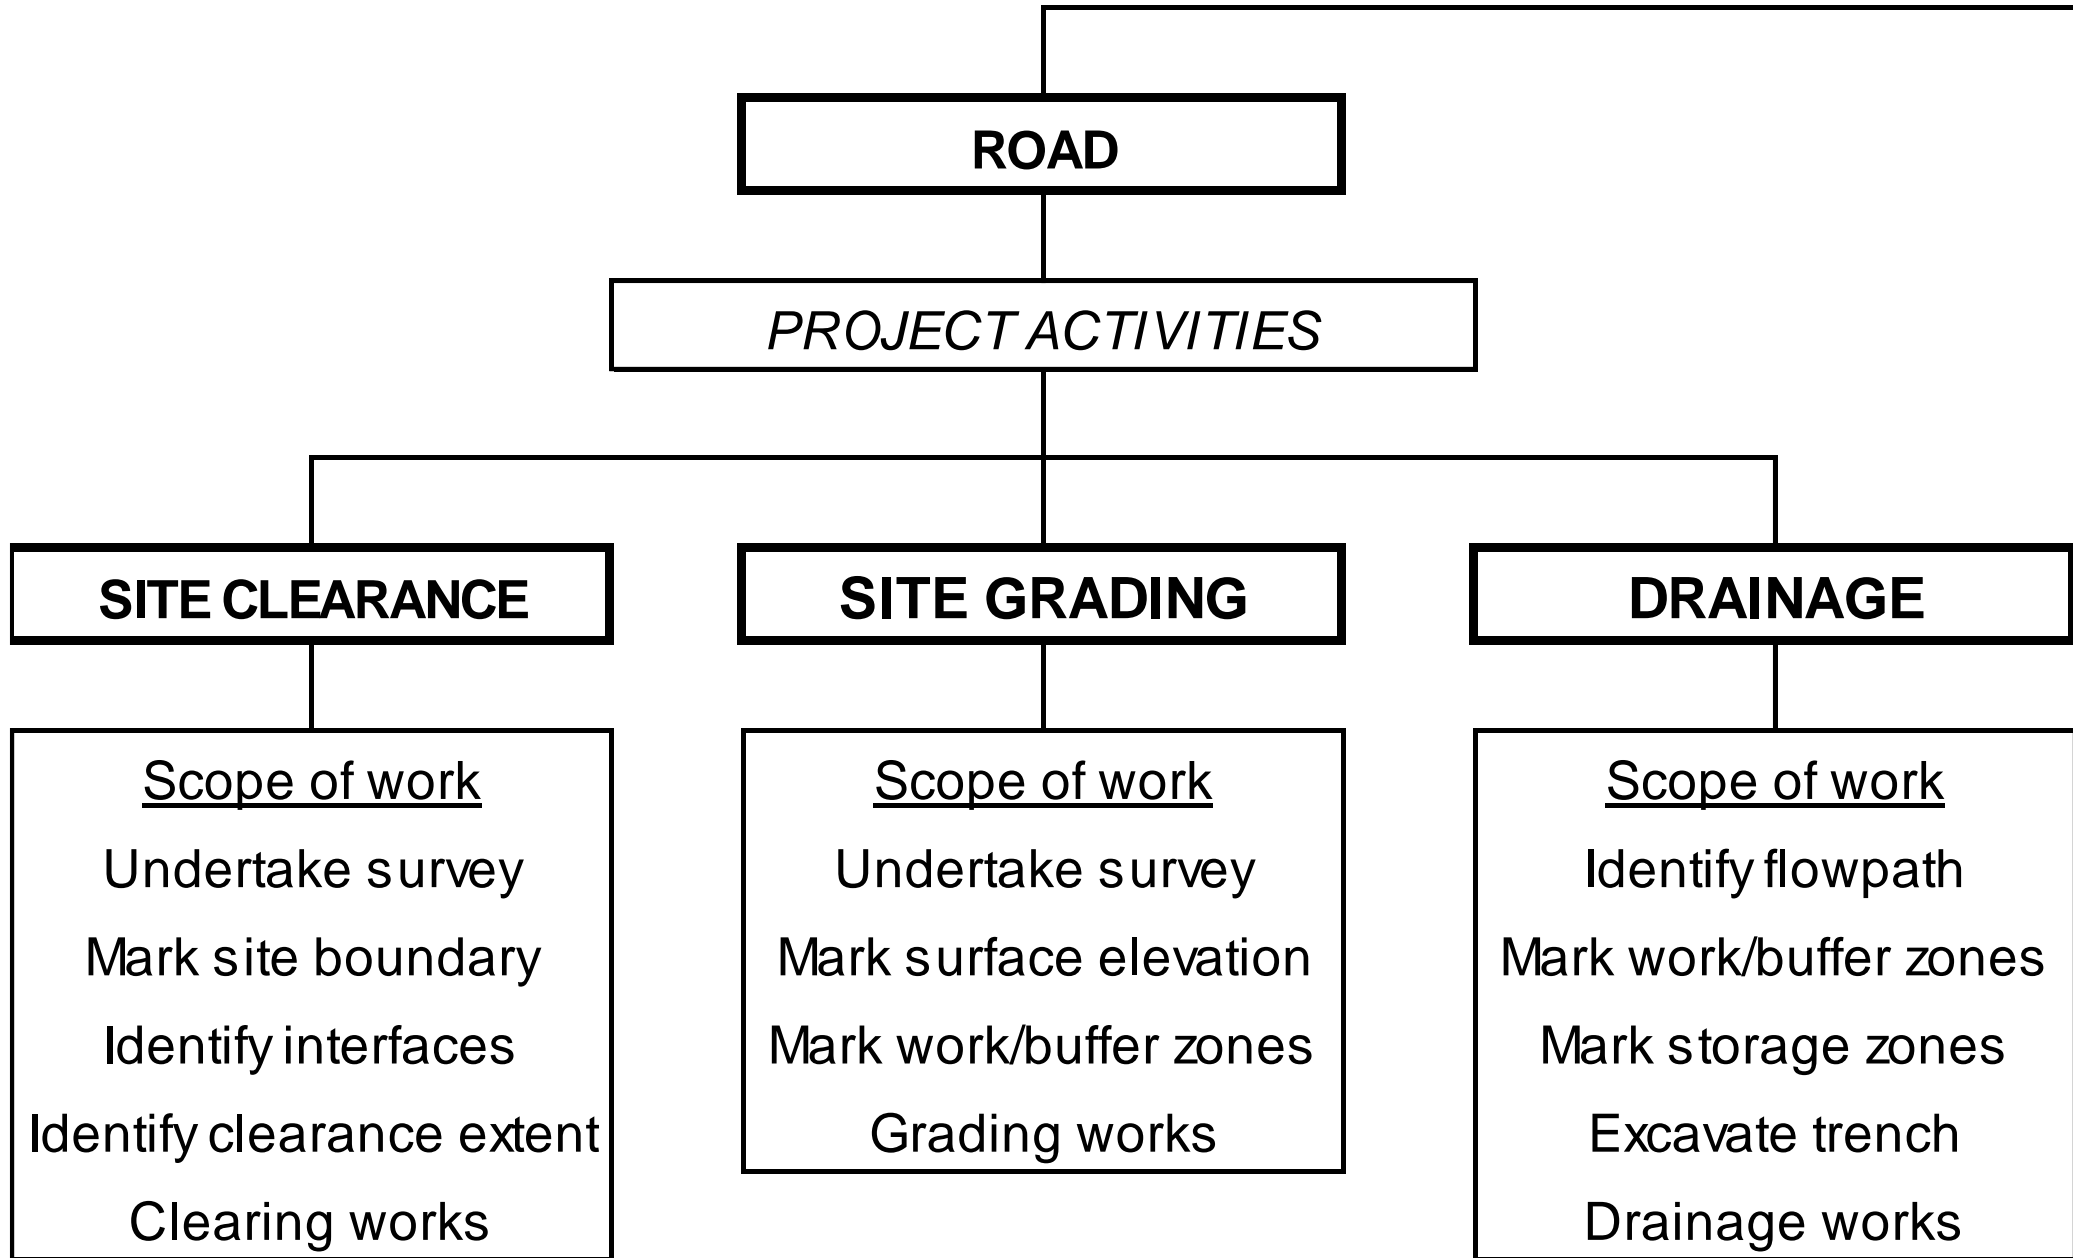 ROAD
PROJECT ACTIVITIES
SITE CLEARANCE
SITE GRADING
DRAINAGE
Scope of work
Undertake survey
Mark site boundary
Identify interfaces
Identify clearance extent
Clearing works
Scope of work
Undertake survey
Mark surface elevation
Mark work/buffer zones
Grading works
Scope of work
Identify flowpath
Mark work/buffer zones
Mark storage zones
Excavate trench
Drainage works